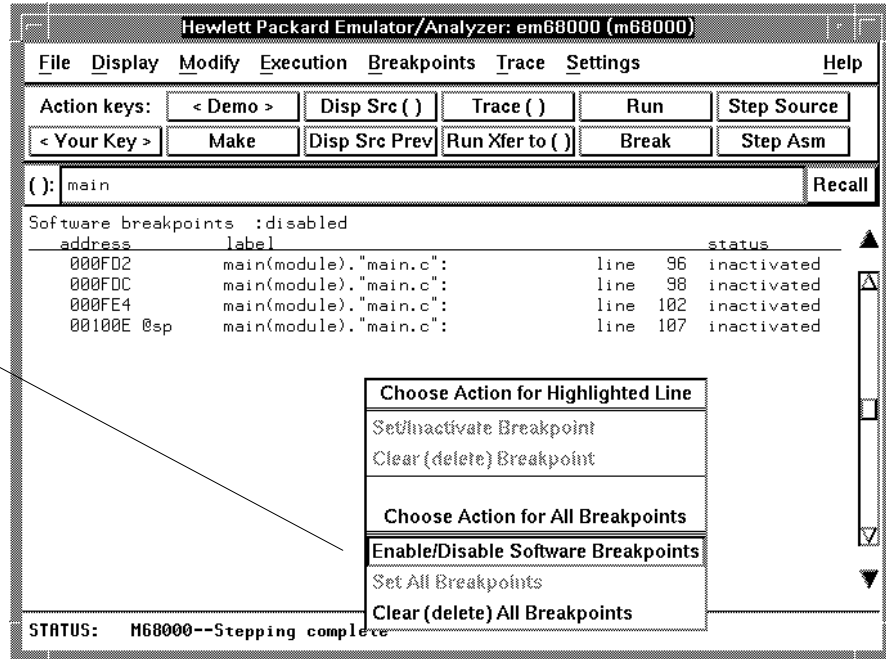 Hewlett Packard Emulator/Analyzer: em68000 (m68000)
File Display Modify Execution Breakpoints Trace Settings Help
Action keys: < Demo > Disp Src ( ) Trace ( ) Run Step Source
< Your Key > Make Disp Src Prev Run Xfer to ( ) Break Step Asm
( ): main Recall
Software breakpoints :disabled
address label status
000FD2 main(module)."main.c": line 96 inactivated
000FDC main(module)."main.c": line 98 inactivated
000FE4 main(module)."main.c": line 102 inactivated
00100E @sp main(module)."main.c": line 107 inactivated
Choose Action for Highlighted Line
Set/Inactivate Breakpoint
Clear (delete) Breakpoint
Choose Action for All Breakpoints
Enable/Disable Software Breakpoints
Set All Breakpoints
Clear (delete) All Breakpoints
STATUS: M68000--Stepping complete